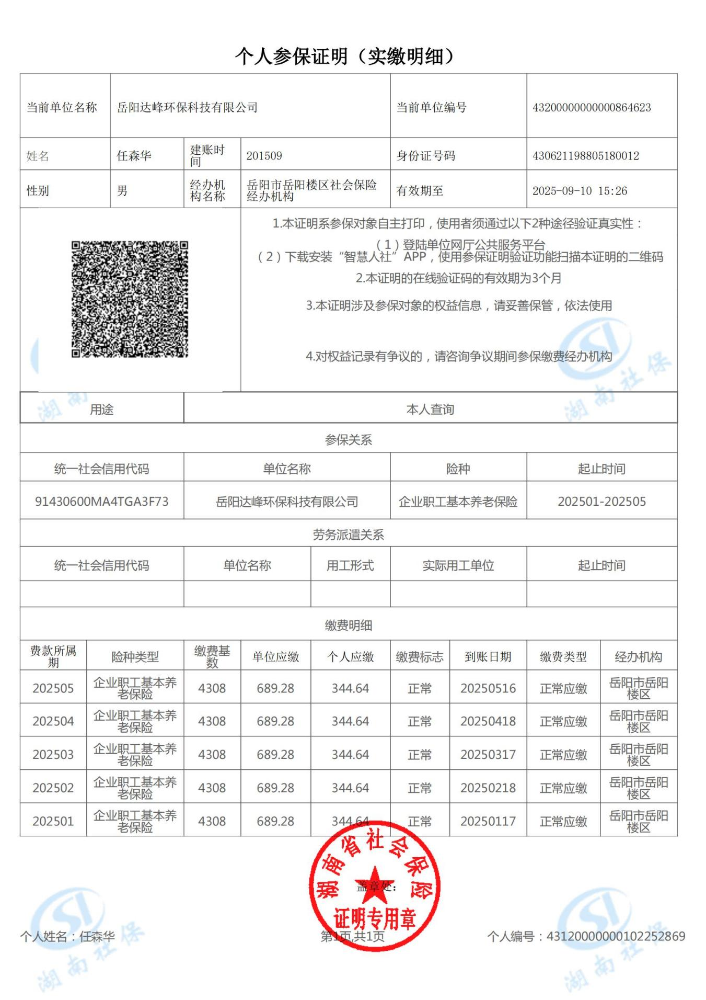 个人参保证明（实缴明细）
当前单位名称 岳阳达峰环保科技有限公司 当前单位编号 43200000000000864623
姓名 任森华 建账时间 201509 身份证号码 430621198805180012
性别 男 经办机构名称 岳阳市岳阳楼区社会保险经办机构 有效期至 2025-09-10 15:26
1.本证明系参保对象自主打印，使用者须通过以下2种途径验证真实性：
（1）登陆单位网厅公共服务平台
（2）下载安装“智慧人社”APP，使用参保证明验证功能扫描本证明的二维码
2.本证明的在线验证码的有效期为3个月
3.本证明涉及参保对象的权益信息，请妥善保管，依法使用
4.对权益记录有争议的，请咨询争议期间参保缴费经办机构
湖南社保
湖南
用途 本人查询
参保关系
统一社会信用代码 单位名称 险种 起止时间
91430600MA4TGA3F73 岳阳达峰环保科技有限公司 企业职工基本养老保险 202501-202505
劳务派遣关系
统一社会信用代码 单位名称 用工形式 实际用工单位 起止时间
缴费明细
费款所属期 险种类型 缴费基数 单位应缴 个人应缴 缴费标志 到账日期 缴费类型 经办机构
202505 企业职工基本养老保险 4308 689.28 344.64 正常 20250516 正常应缴 岳阳市岳阳楼区
202504 企业职工基本养老保险 4308 689.28 344.64 正常 20250418 正常应缴 岳阳市岳阳楼区
202503 企业职工基本养老保险 4308 689.28 344.64 正常 20250317 正常应缴 岳阳市岳阳楼区
202502 企业职工基本养老保险 4308 689.28 344.64 正常 20250218 正常应缴 岳阳市岳阳楼区
202501 企业职工基本养老保险 4308 689.28 344.64 正常 20250117 正常应缴 岳阳市岳阳楼区
湖南省社会保险
盖章处：
证明专用章
个人姓名：任森华 第1页,共1页 个人编号：43120000000102252869
湖南社保
湖南社保